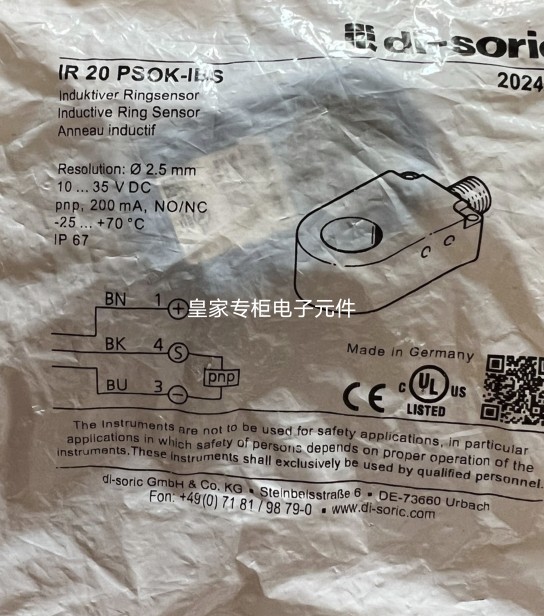 di-soric
IR 20 PSOK-IBS
2024
Induktiver Ringsensor
Inductive Ring Sensor
Anneau inductif
Resolution: Ø 2.5 mm
10 ... 35 V DC
pnp, 200 mA, NO/NC
-25 ... +70 °C
IP 67
BN 1 +
皇家专柜电子元件
BK 4 S
pnp
BU 3 −
Made in Germany
CE
C UL US
LISTED
The Instruments are not to be used for safety applications, in particular
applications in which safety of persons depends on proper operation of the
instruments. These instruments shall exclusively be used by qualified personnel.
di-soric GmbH & Co. KG ▪ Steinbeisstraße 6 ▪ DE-73660 Urbach
Fon: +49(0) 71 81 / 98 79-0 ▪ www.di-soric.com